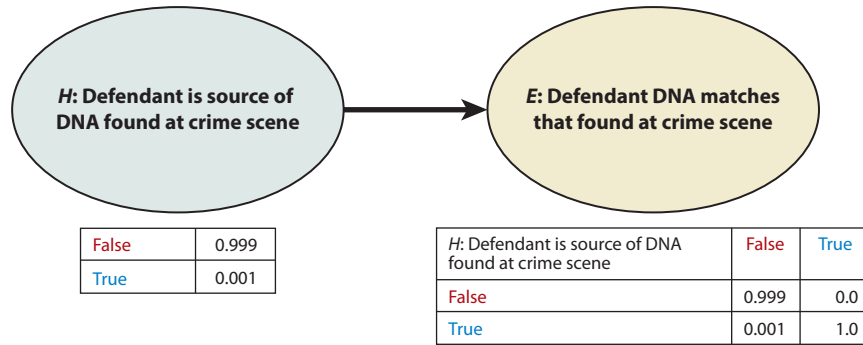 H: Defendant is source of
DNA found at crime scene
E: Defendant DNA matches
that found at crime scene
False 0.999
True 0.001
H: Defendant is source of DNA
found at crime scene False True
False 0.999 0.0
True 0.001 1.0